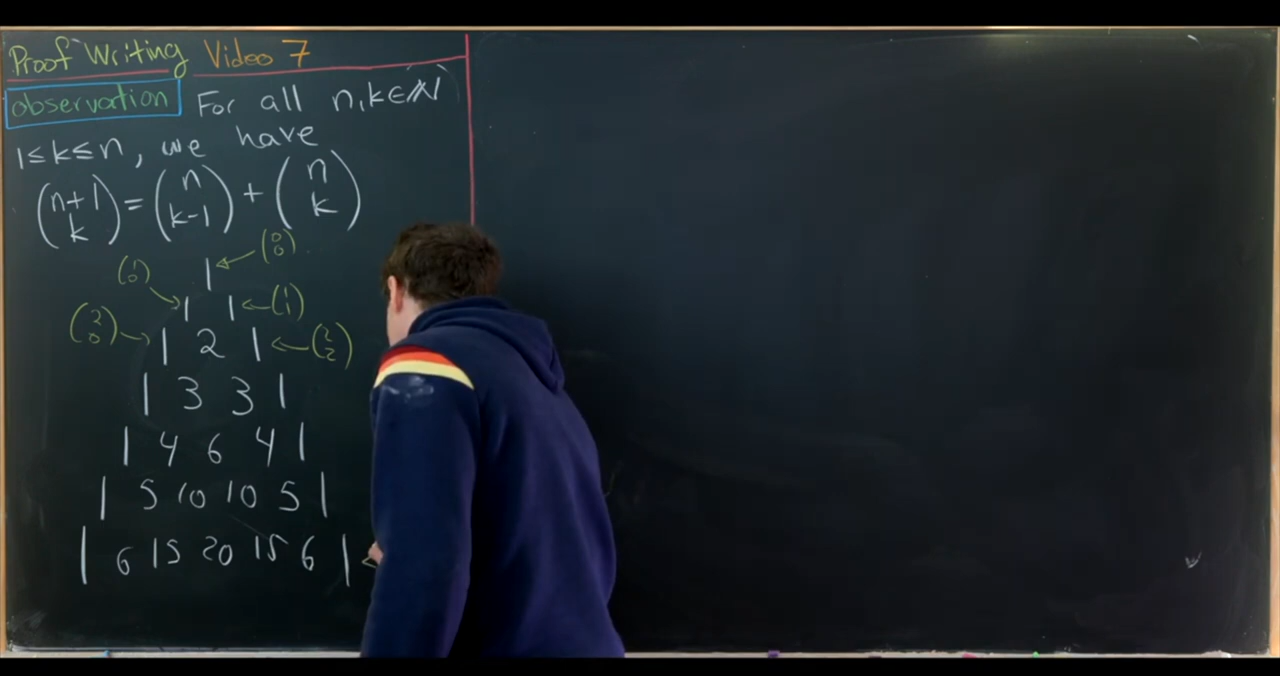 Proof Writing Video 7
observation For all n,k∈ℕ
1≤k≤n, we have
(n+1 k) = (n k-1) + (n k)
1 ← (0 0)
(1 0) → 1 1 ← (1 1)
(2 0) → 1 2 1 ← (2 2)
1 3 3 1
1 4 6 4 1
1 5 10 10 5 1
1 6 15 20 15 6 1 ←